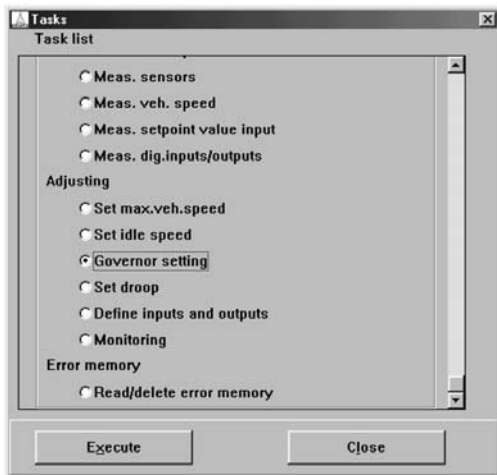 Tasks
Task list
Meas. sensors
Meas. veh. speed
Meas. setpoint value input
Meas. dig.inputs/outputs
Adjusting
Set max.veh.speed
Set idle speed
Governor setting
Set droop
Define inputs and outputs
Monitoring
Error memory
Read/delete error memory
Execute Close